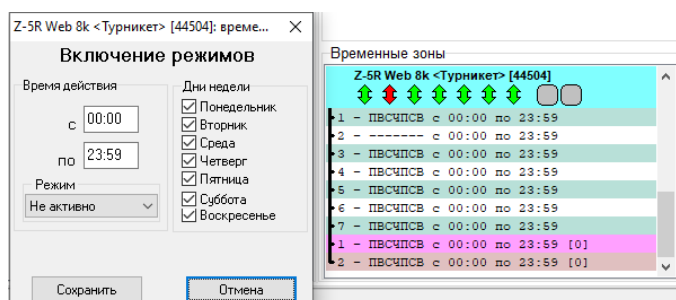 Z-5R Web 8k <Турникет> [44504]: време...
Включение режимов
Время действия
с 00:00
по 23:59
Режим
Не активно
Дни недели
Понедельник
Вторник
Среда
Четверг
Пятница
Суббота
Воскресенье
Сохранить
Отмена
Временные зоны
Z-5R Web 8k <Турникет> [44504]
1 - ПВСЧПСВ с 00:00 по 23:59
2 - ------- с 00:00 по 23:59
3 - ПВСЧПСВ с 00:00 по 23:59
4 - ПВСЧПСВ с 00:00 по 23:59
5 - ПВСЧПСВ с 00:00 по 23:59
6 - ПВСЧПСВ с 00:00 по 23:59
7 - ПВСЧПСВ с 00:00 по 23:59
1 - ПВСЧПСВ с 00:00 по 23:59 [0]
2 - ПВСЧПСВ с 00:00 по 23:59 [0]